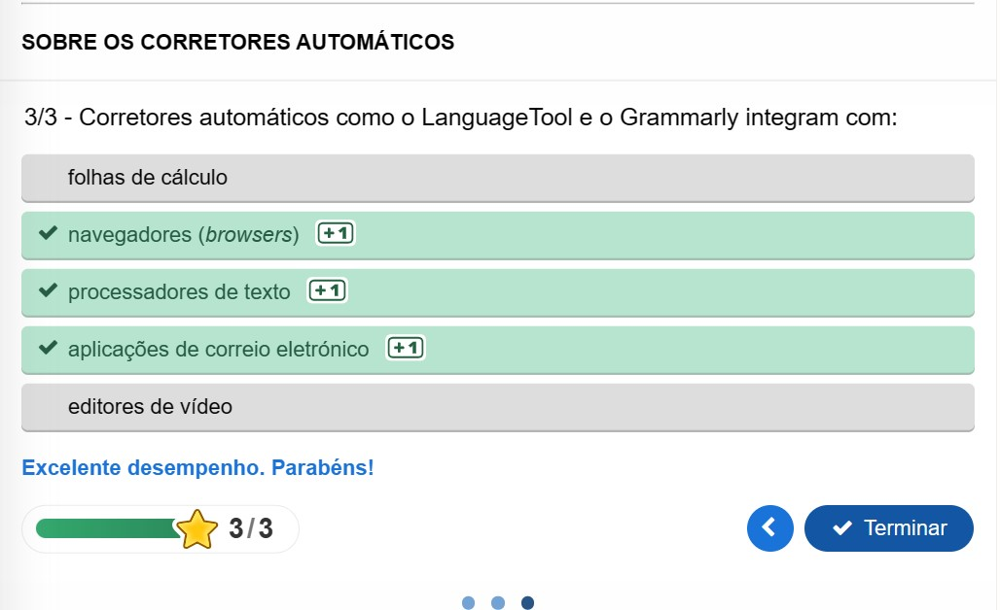 SOBRE OS CORRETORES AUTOMÁTICOS
3/3 - Corretores automáticos como o LanguageTool e o Grammarly integram com:
folhas de cálculo
navegadores (browsers) +1
processadores de texto +1
aplicações de correio eletrónico +1
editores de vídeo
Excelente desempenho. Parabéns!
3/3
Terminar